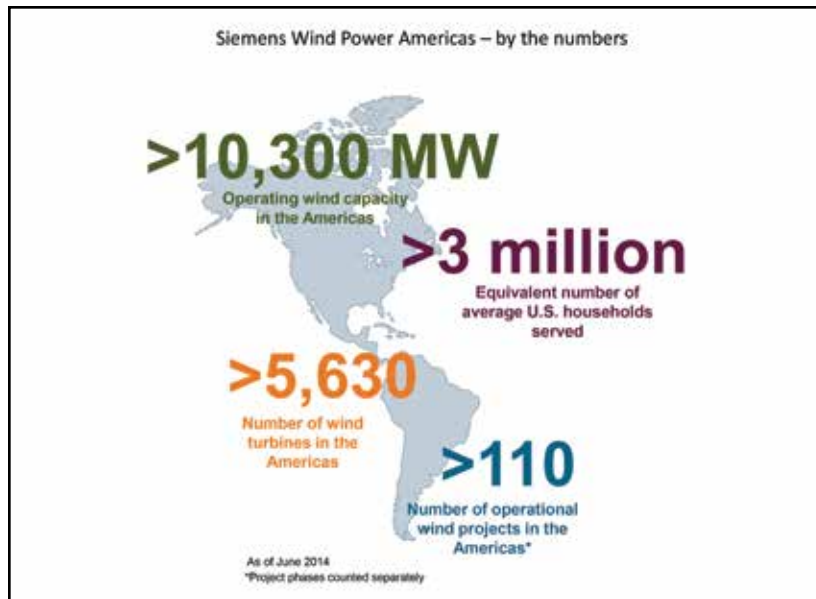 Siemens Wind Power Americas – by the numbers
>10,300 MW
Operating wind capacity
in the Americas
>3 million
Equivalent number of
average U.S. households
served
>5,630
Number of wind
turbines in the
Americas
>110
Number of operational
wind projects in the
Americas*
As of June 2014
*Project phases counted separately